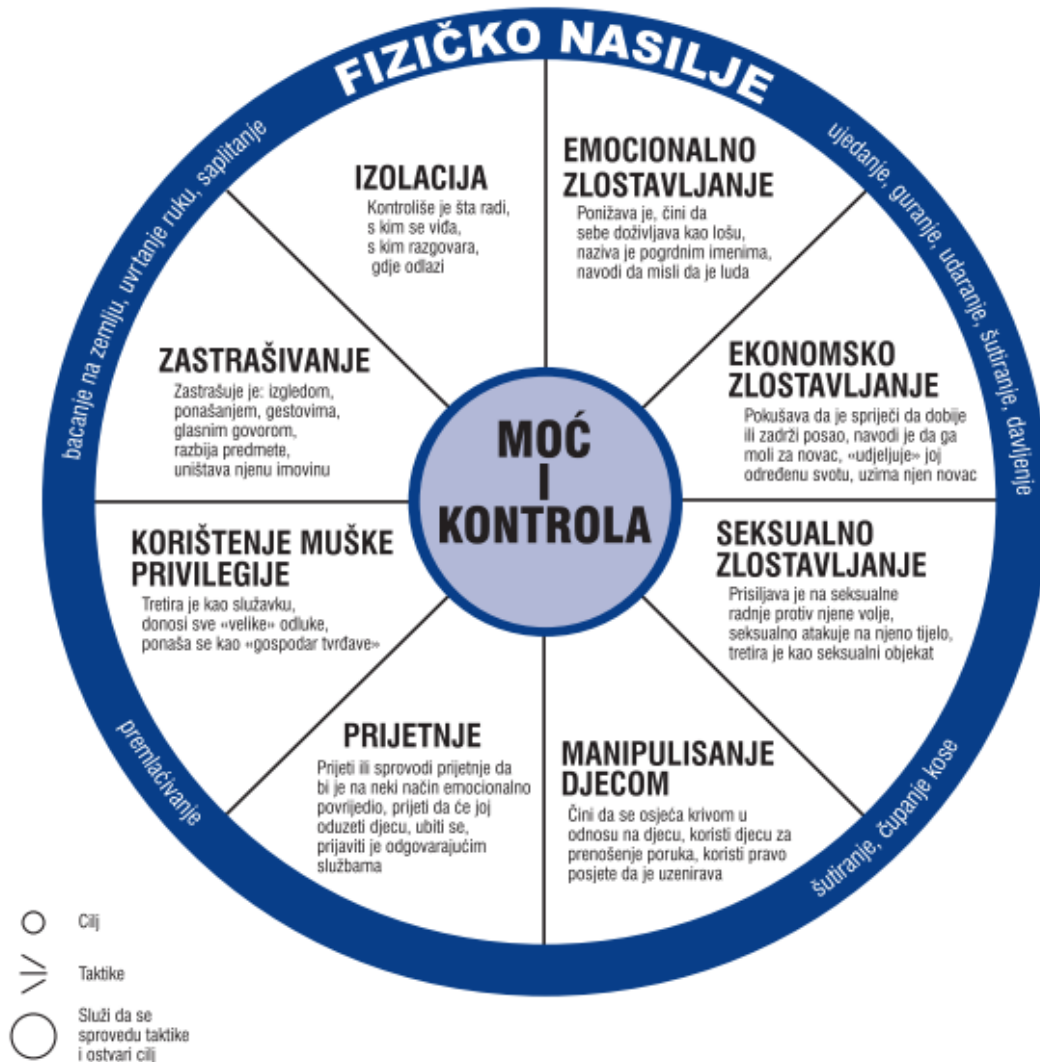 FIZIČKO NASILJE
bacanje na zemlju, uvrtanje ruku, saplitanje
ujedanje, guranje, udaranje, šutiranje, davljenje
IZOLACIJA
Kontroliše je šta radi,
s kim se viđa,
s kim razgovara,
gdje odlazi
EMOCIONALNO
ZLOSTAVLJANJE
Ponižava je, čini da
sebe doživljava kao lošu,
naziva je pogrdnim imenima,
navodi da misli da je luda
ZASTRAŠIVANJE
Zastrašuje je: izgledom,
ponašanjem, gestovima,
glasnim govorom,
razbija predmete,
uništava njenu imovinu
EKONOMSKO
ZLOSTAVLJANJE
Pokušava da je spriječi da dobije
ili zadrži posao, navodi je da ga
moli za novac, «udjeljuje» joj
određenu svotu, uzima njen novac
MOĆ
I
KONTROLA
KORIŠTENJE MUŠKE
PRIVILEGIJE
Tretira je kao služavku,
donosi sve «velike» odluke,
ponaša se kao «gospodar tvrđave»
SEKSUALNO
ZLOSTAVLJANJE
Prisiljava je na seksualne
radnje protiv njene volje,
seksualno atakuje na njeno tijelo,
tretira je kao seksualni objekat
PRIJETNJE
Prijeti ili sprovodi prijetnje da
bi je na neki način emocionalno
povrijedio, prijeti da će joj
oduzeti djecu, ubiti se,
prijaviti je odgovarajućim
službama
MANIPULISANJE
DJECOM
Čini da se osjeća krivom u
odnosu na djecu, koristi djecu za
prenošenje poruka, koristi pravo
posjete da je uzenirava
premlaćivanje
šutiranje, čupanje kose
Cilj
Taktike
Služi da se
sprovedu taktike
i ostvari cilj